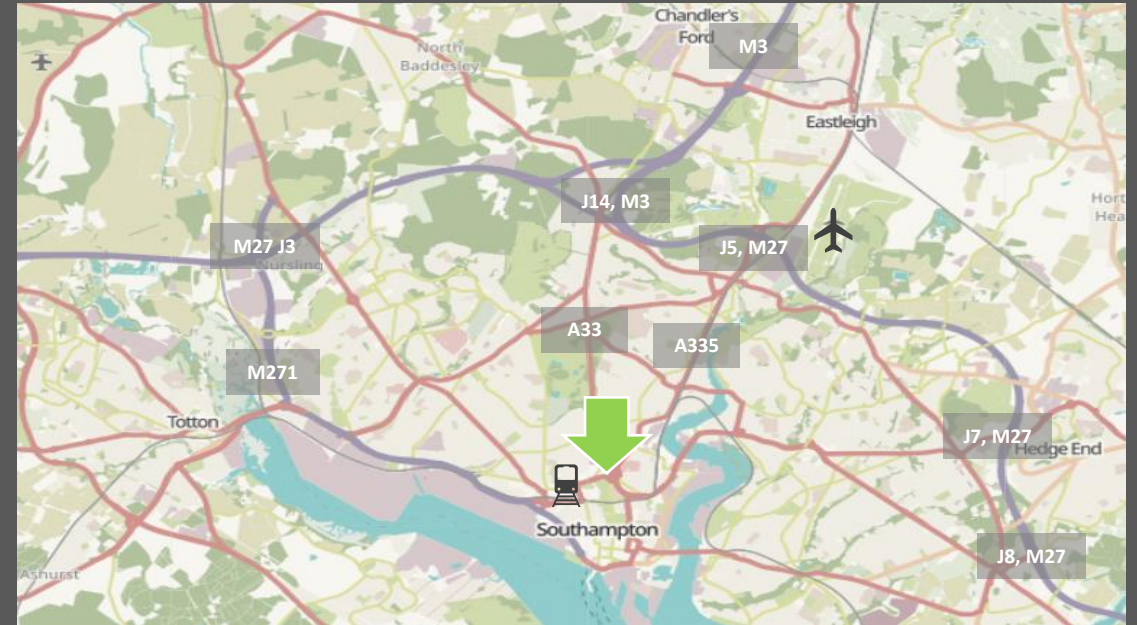 Chandler's
Ford
M3
North
Baddesley
Eastleigh
J14, M3
M27 J3
Nursling
J5, M27
A33
A335
M271
Totton
J7, M27
Hedge End
Southampton
J8, M27
Ashurst